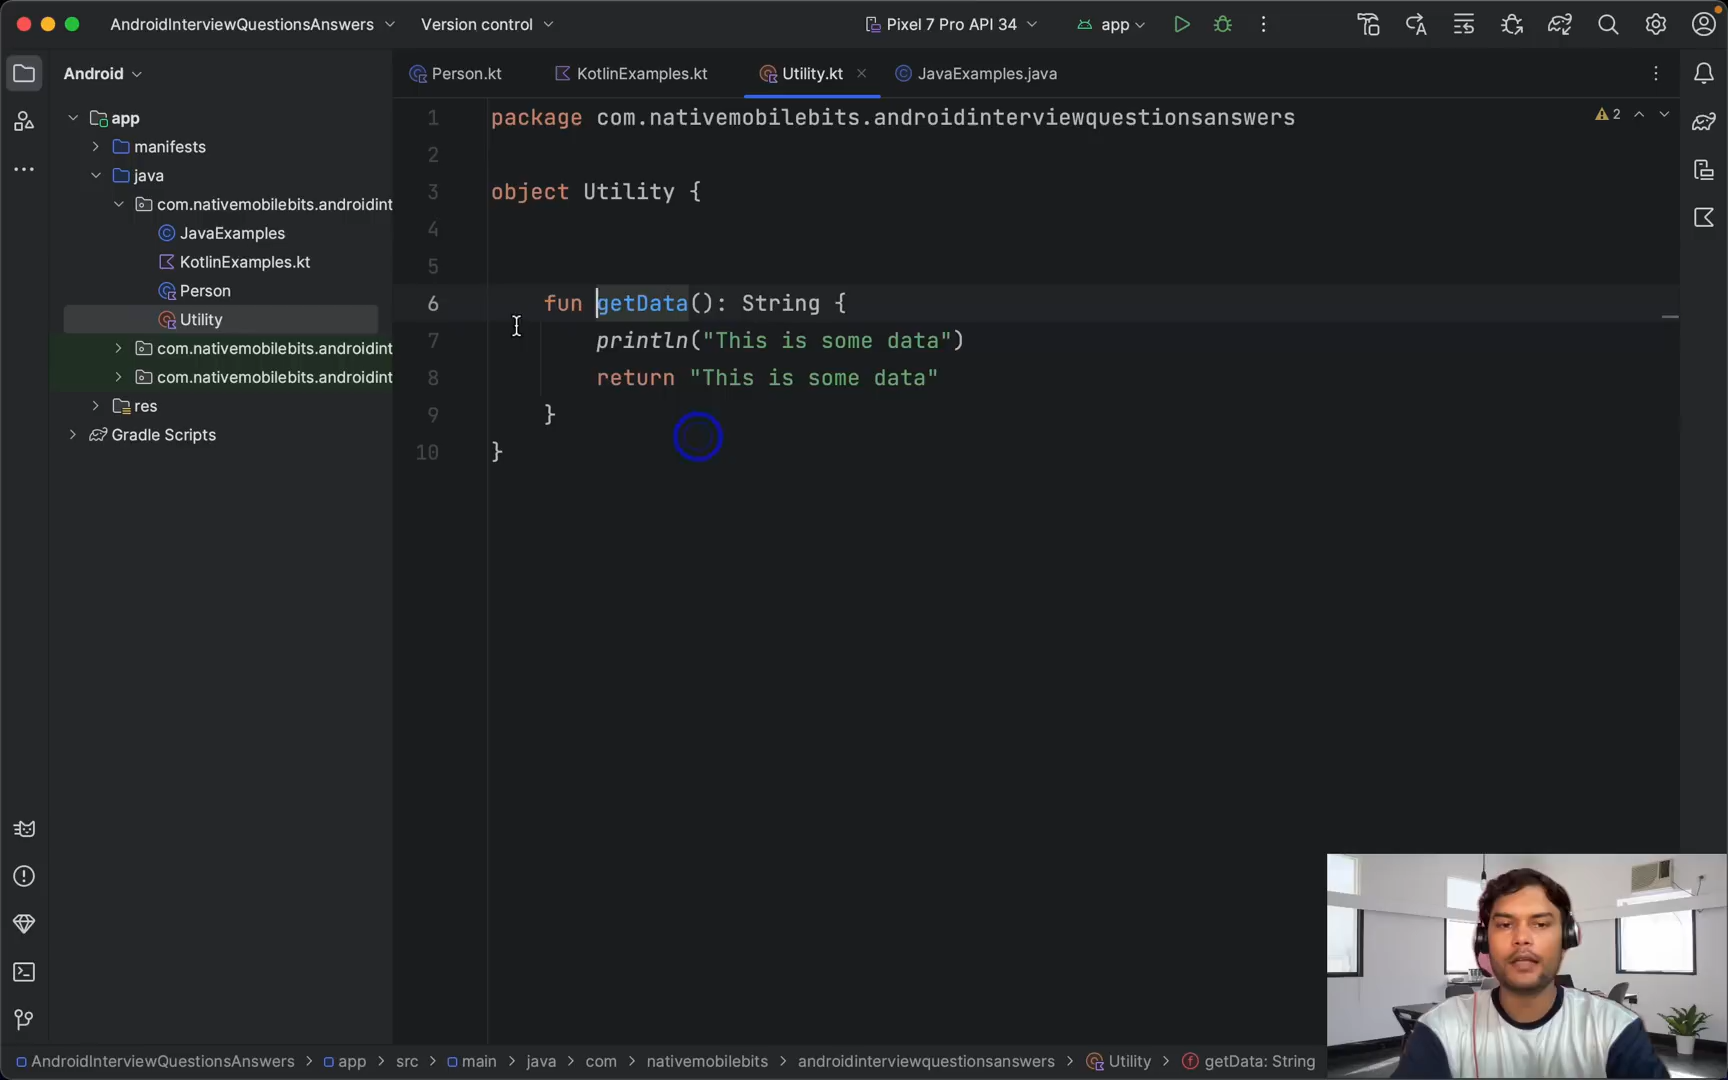 AndroidInterviewQuestionsAnswers
Version control
Pixel 7 Pro API 34
app
Android
Person.kt
KotlinExamples.kt
Utility.kt
JavaExamples.java
app
manifests
java
com.nativemobilebits.androidint
JavaExamples
KotlinExamples.kt
Person
Utility
com.nativemobilebits.androidint
com.nativemobilebits.androidint
res
Gradle Scripts
1 package com.nativemobilebits.androidinterviewquestionsanswers
2
3 object Utility {
4
5
6 fun getData(): String {
7 println("This is some data")
8 return "This is some data"
9 }
10 }
2
AndroidInterviewQuestionsAnswers > app > src > main > java > com > nativemobilebits > androidinterviewquestionsanswers > Utility > getData: String